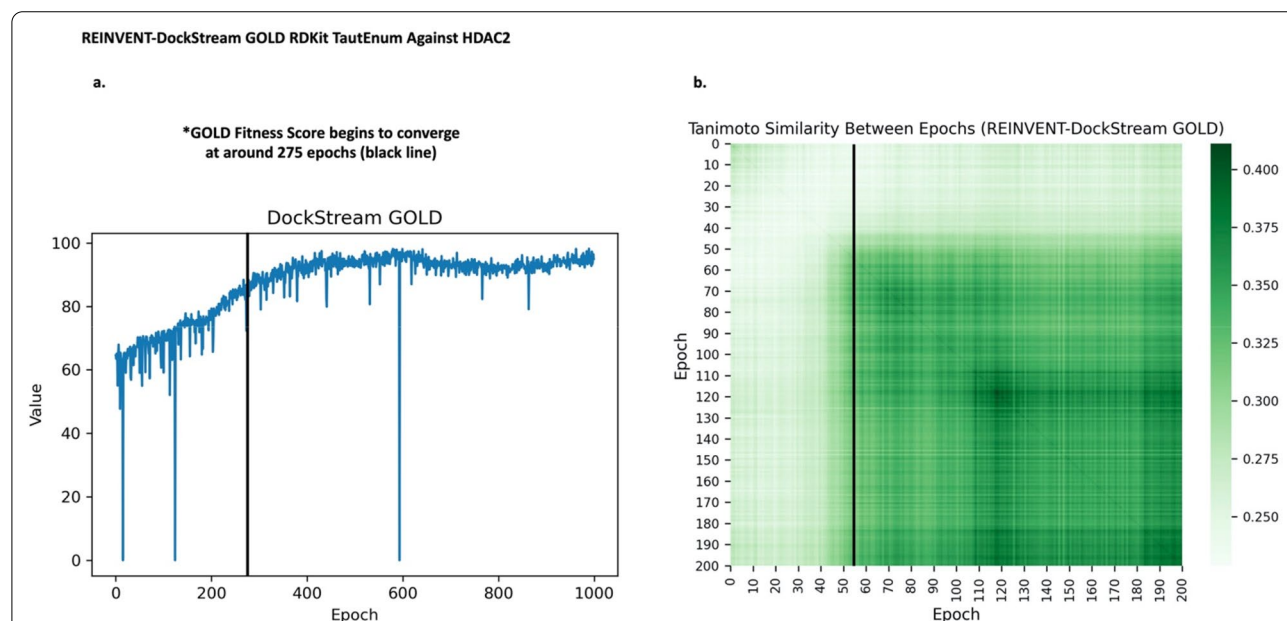 REINVENT-DockStream GOLD RDKit TautEnum Against HDAC2
a.
*GOLD Fitness Score begins to converge
at around 275 epochs (black line)
DockStream GOLD
100
80
60
40
20
0
Value
0 200 400 600 800 1000
Epoch
b.
Tanimoto Similarity Between Epochs (REINVENT-DockStream GOLD)
0
10
20
30
40
50
60
70
80
90
100
110
120
130
140
150
160
170
180
190
200
Epoch
0 10 20 30 40 50 60 70 80 90 100 110 120 130 140 150 160 170 180 190 200
Epoch
0.400
0.375
0.350
0.325
0.300
0.275
0.250